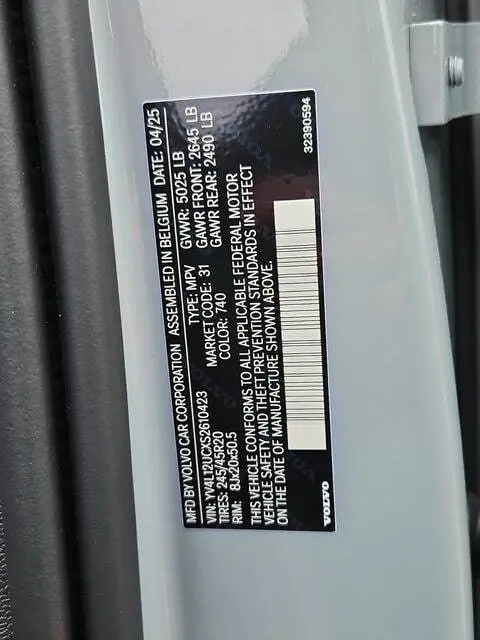 MFD BY VOLVO CAR CORPORATION ASSEMBLED IN BELGIUM DATE: 04/25
VIN: YV4L12UCXS2610423 TYPE: MPV GVWR: 5025 LB
TIRES: 245/45R20 MARKET CODE: 31 GAWR FRONT: 2645 LB
RIM: 8Jx20x50.5 COLOR: 740 GAWR REAR: 2490 LB
THIS VEHICLE CONFORMS TO ALL APPLICABLE FEDERAL MOTOR
VEHICLE SAFETY AND THEFT PREVENTION STANDARDS IN EFFECT
ON THE DATE OF MANUFACTURE SHOWN ABOVE.
VOLVO 32390594